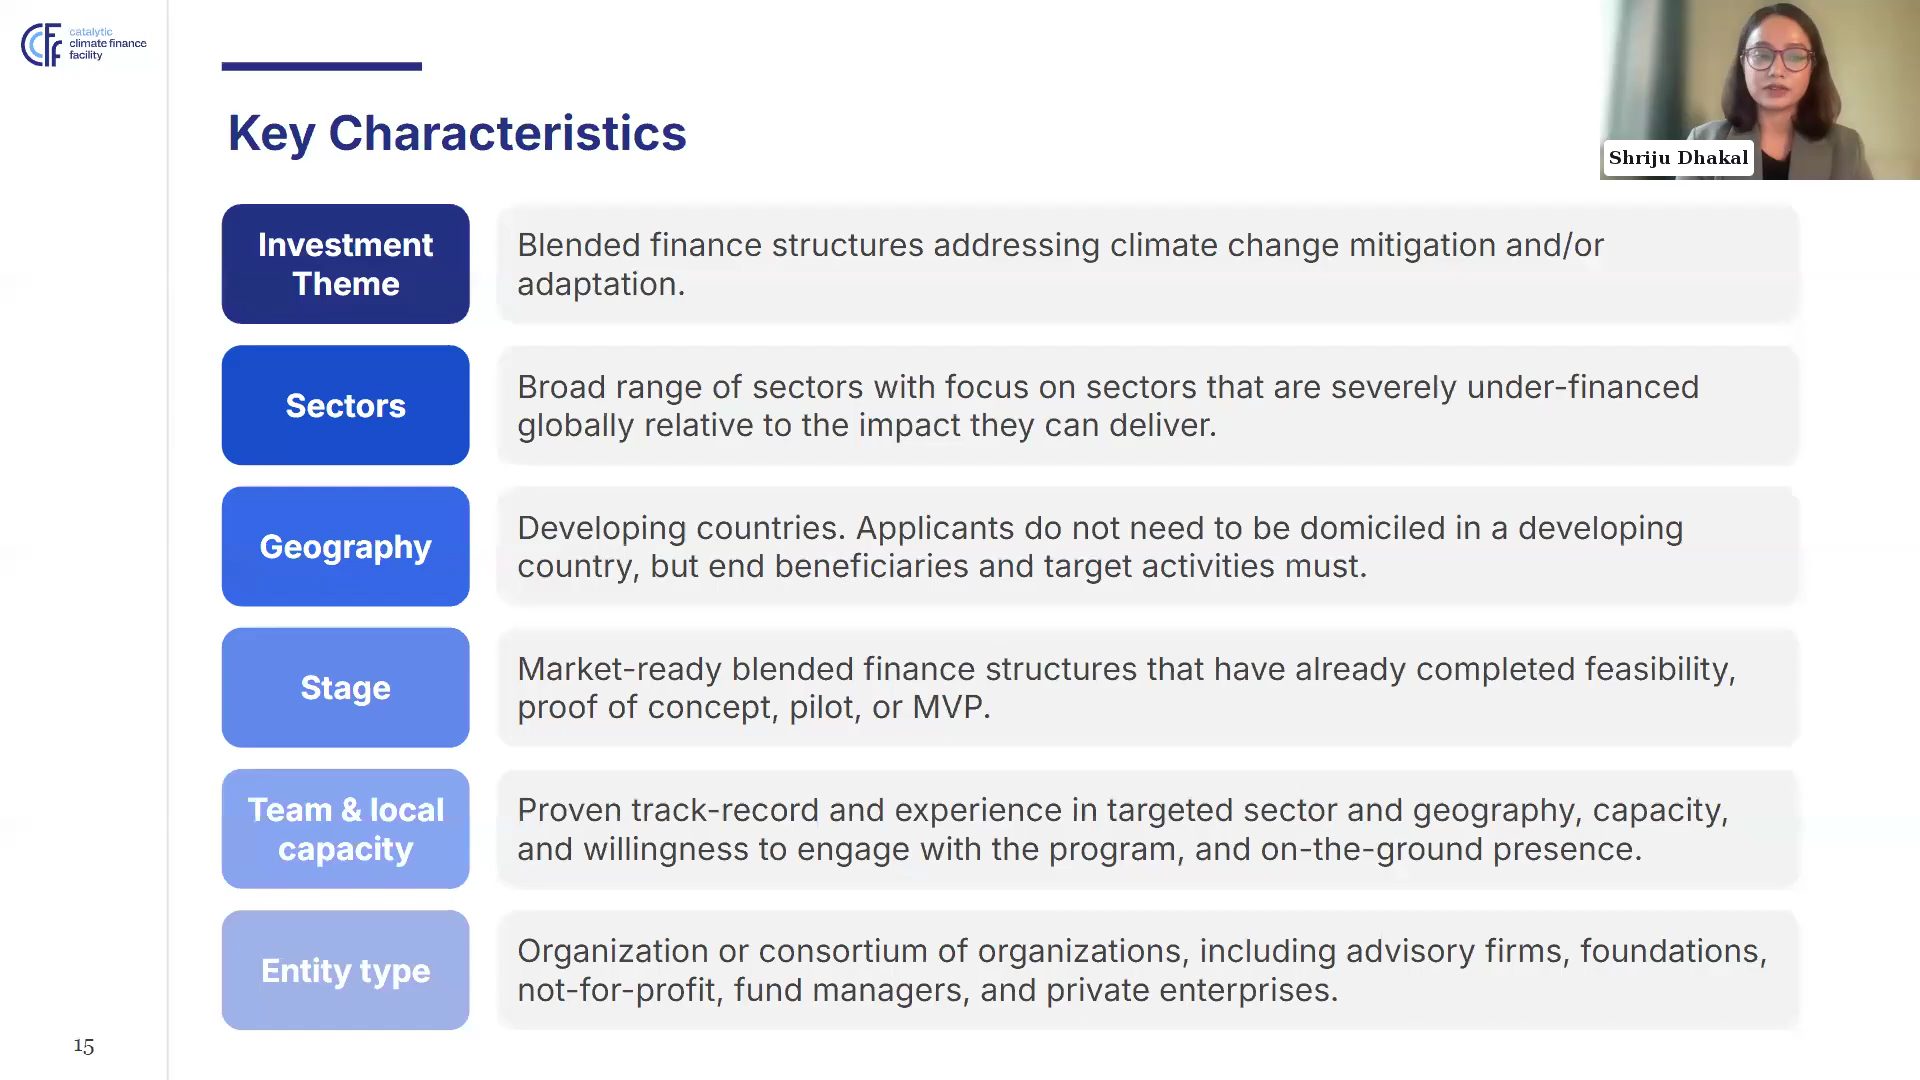 catalytic
climate finance
facility
Shriju Dhakal
Key Characteristics
Investment
Theme
Blended finance structures addressing climate change mitigation and/or
adaptation.
Sectors
Broad range of sectors with focus on sectors that are severely under-financed
globally relative to the impact they can deliver.
Geography
Developing countries. Applicants do not need to be domiciled in a developing
country, but end beneficiaries and target activities must.
Stage
Market-ready blended finance structures that have already completed feasibility,
proof of concept, pilot, or MVP.
Team & local
capacity
Proven track-record and experience in targeted sector and geography, capacity,
and willingness to engage with the program, and on-the-ground presence.
Entity type
Organization or consortium of organizations, including advisory firms, foundations,
not-for-profit, fund managers, and private enterprises.
15